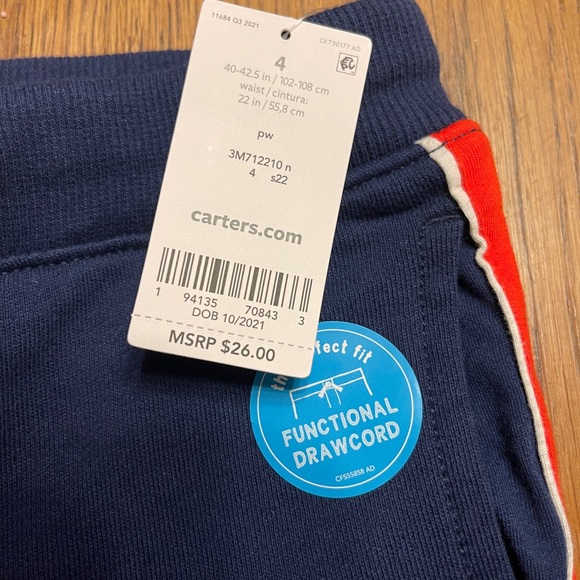 11684 Q3 2021
CKT96177 AD
4
40-42.5 in / 102-108 cm
waist / cintura:
22 in / 55,8 cm
pw
3M712210 n
4 s22
carters.com
1 94135 70843 3
DOB 10/2021
MSRP $26.00
fect fit
FUNCTIONAL
DRAWCORD
CF555858 AD